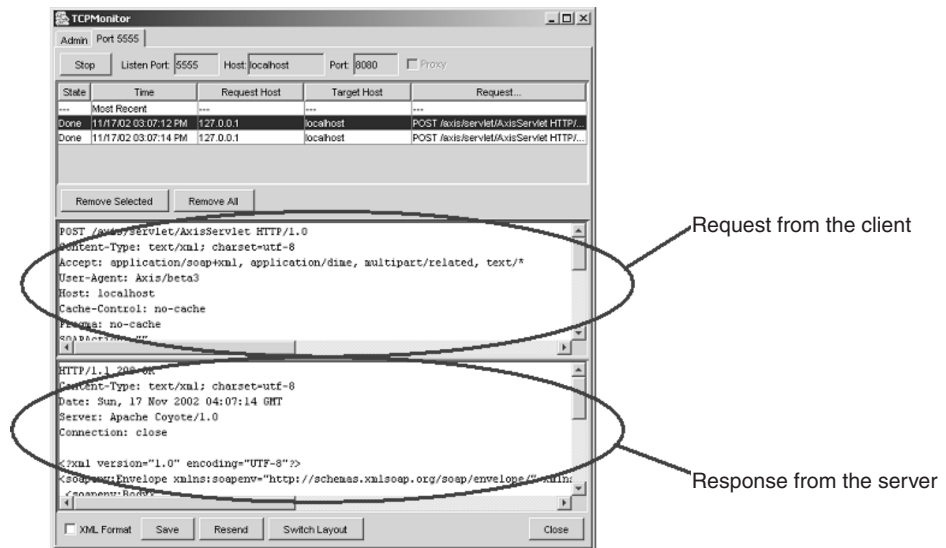 TCPMonitor
Admin Port 5555
Stop Listen Port: 5555 Host: localhost Port: 8080 Proxy
State Time Request Host Target Host Request...
--- Most Recent --- --- ---
Done 11/17/02 03:07:12 PM 127.0.0.1 localhost POST /axis/servlet/AxisServlet HTTP/...
Done 11/17/02 03:07:14 PM 127.0.0.1 localhost POST /axis/servlet/AxisServlet HTTP/...
Remove Selected Remove All
POST /axis/servlet/AxisServlet HTTP/1.0
Content-Type: text/xml; charset=utf-8
Accept: application/soap+xml, application/dime, multipart/related, text/*
User-Agent: Axis/beta3
Host: localhost
Cache-Control: no-cache
Pragma: no-cache
SOAPAction: ""
Request from the client
HTTP/1.1 200 OK
Content-Type: text/xml; charset=utf-8
Date: Sun, 17 Nov 2002 04:07:14 GMT
Server: Apache Coyote/1.0
Connection: close
<?xml version="1.0" encoding="UTF-8"?>
<soapenv:Envelope xmlns:soapenv="http://schemas.xmlsoap.org/soap/envelope/" xmlns
<soapenv:Body>
Response from the server
XML Format Save Resend Switch Layout Close